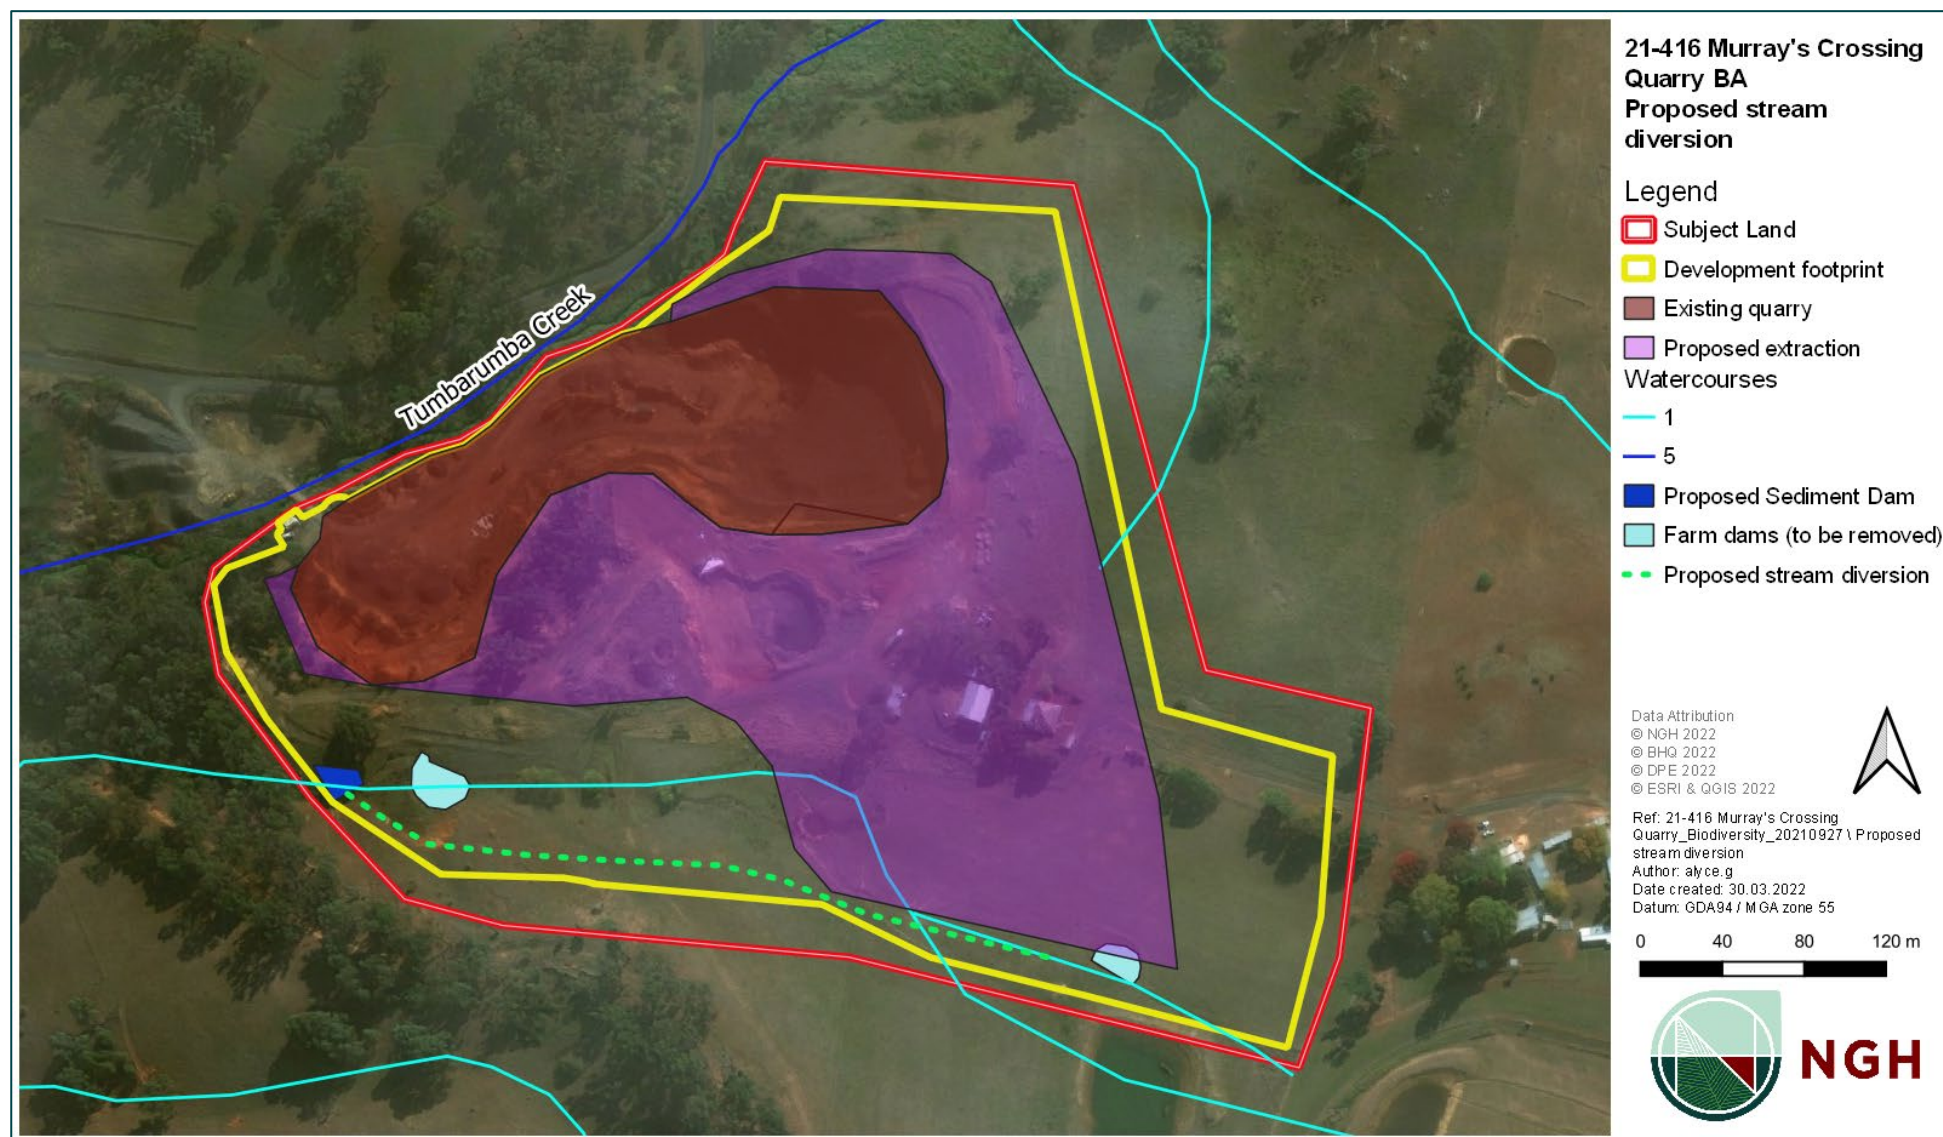 21-416 Murray's Crossing
Quarry BA
Proposed stream
diversion
Legend
Subject Land
Development footprint
Existing quarry
Proposed extraction
Watercourses
1
5
Proposed Sediment Dam
Farm dams (to be removed)
Proposed stream diversion
Tumbarumba Creek
Data Attribution
© NGH 2022
© BHQ 2022
© DPE 2022
© ESRI & QGIS 2022
Ref: 21-416 Murray's Crossing
Quarry_Biodiversity_20210927 \ Proposed
stream diversion
Author: alyce.g
Date created: 30.03.2022
Datum: GDA94 / MGA zone 55
0 40 80 120 m
NGH